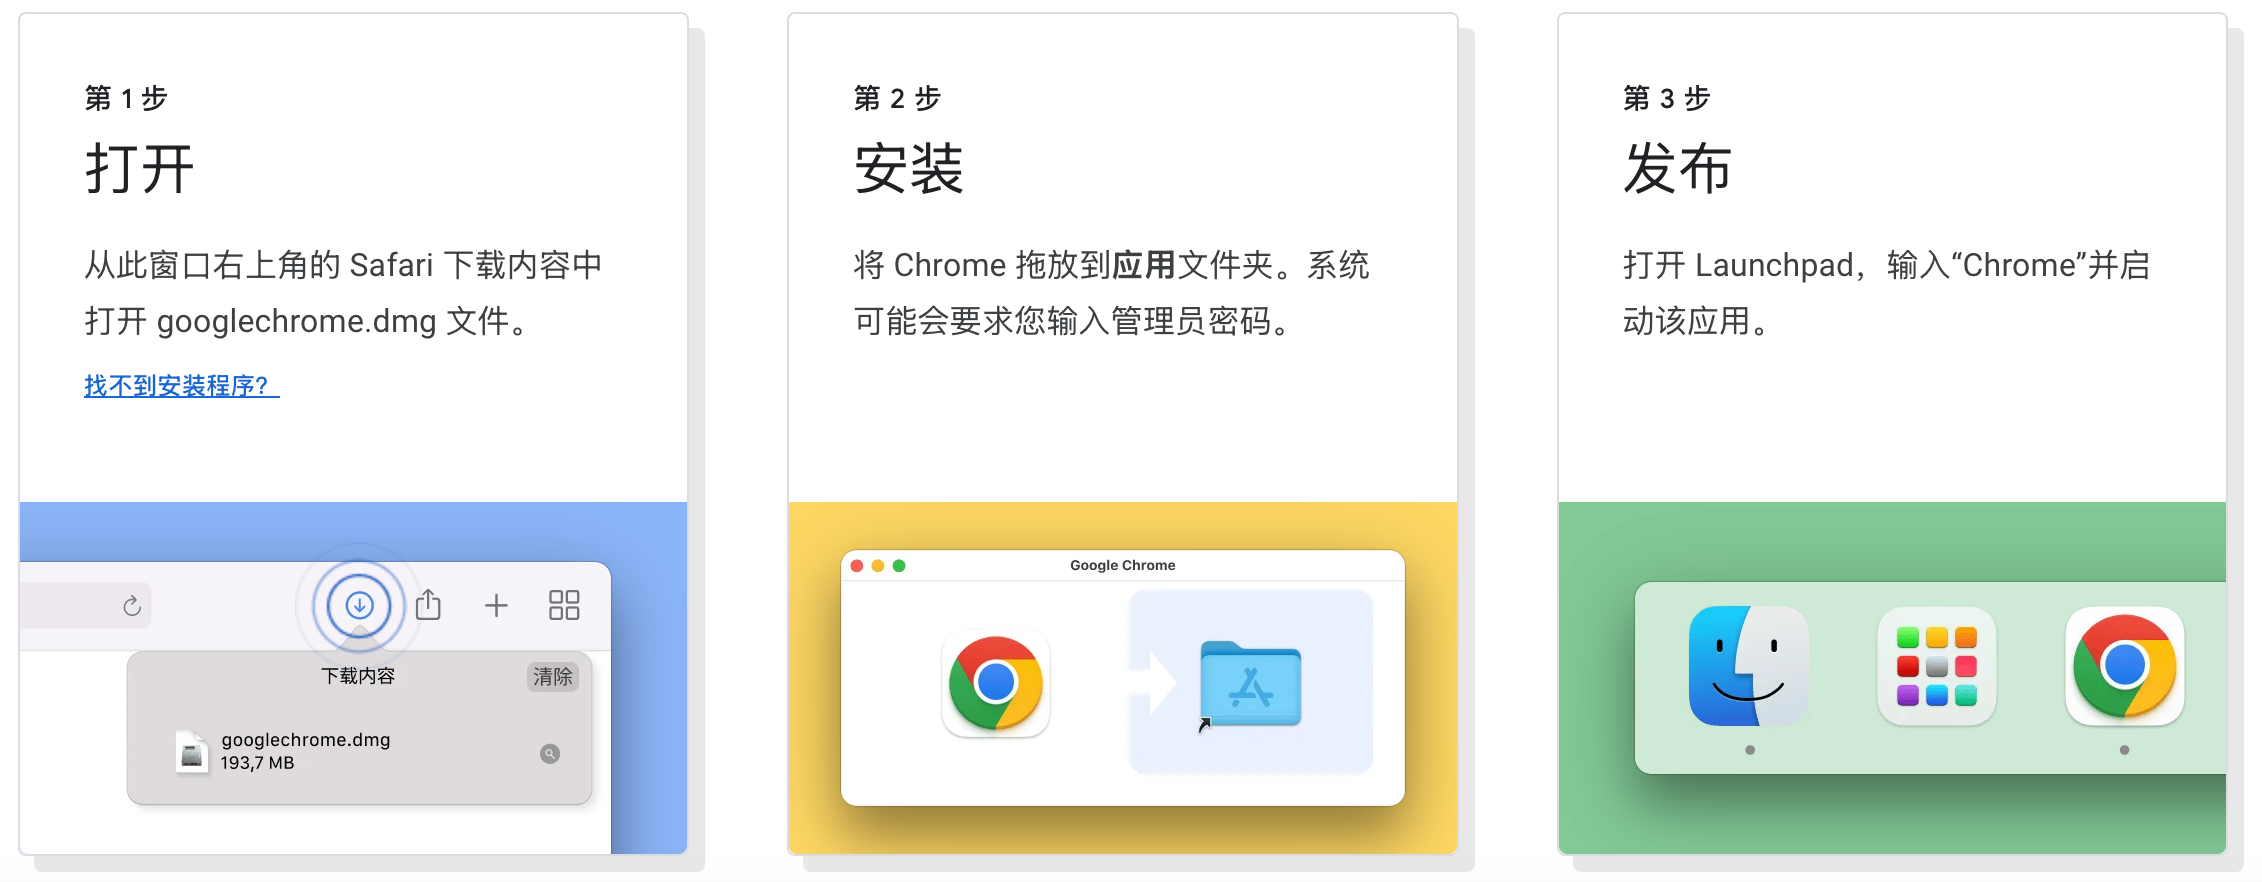 第 1 步
打开
从此窗口右上角的 Safari 下载内容中
打开 googlechrome.dmg 文件。
找不到安装程序？
下载内容
清除
googlechrome.dmg
193,7 MB
第 2 步
安装
将 Chrome 拖放到应用文件夹。系统
可能会要求您输入管理员密码。
Google Chrome
第 3 步
发布
打开 Launchpad，输入“Chrome”并启
动该应用。